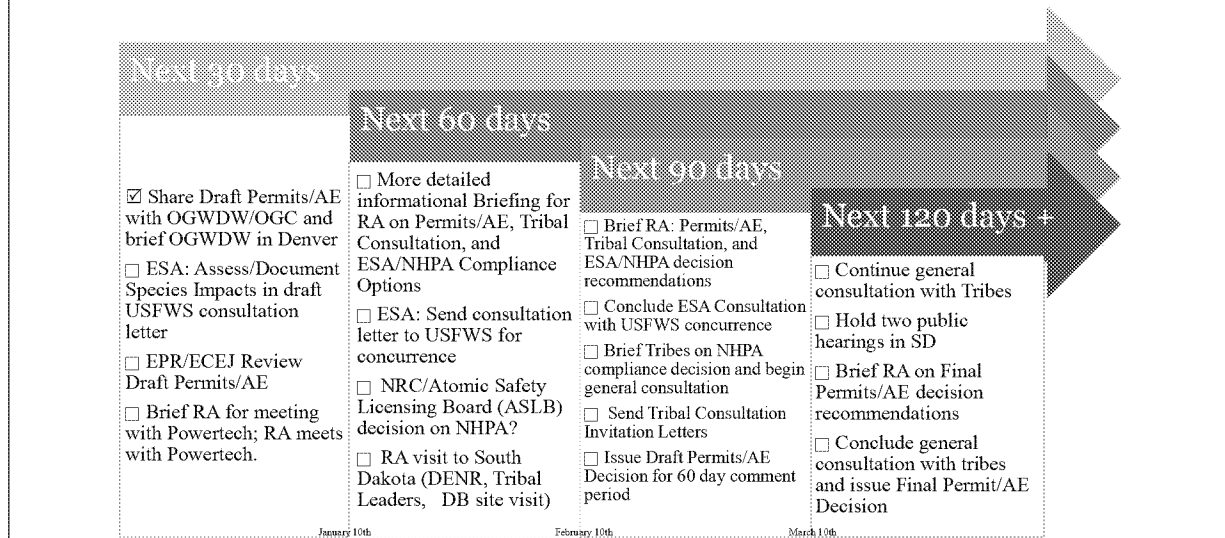 Next 30 days
☑ Share Draft Permits/AE
with OGWDW/OGC and
brief OGWDW in Denver
☐ ESA: Assess/Document
Species Impacts in draft
USFWS consultation
letter
☐ EPR/ECEJ Review
Draft Permits/AE
☐ Brief RA for meeting
with Powertech; RA meets
with Powertech.
Next 60 days
☐ More detailed
informational Briefing for
RA on Permits/AE, Tribal
Consultation, and
ESA/NHPA Compliance
Options
☐ ESA: Send consultation
letter to USFWS for
concurrence
☐ NRC/Atomic Safety
Licensing Board (ASLB)
decision on NHPA?
☐ RA visit to South
Dakota (DENR, Tribal
Leaders, DB site visit)
Next 90 days
☐ Brief RA: Permits/AE,
Tribal Consultation, and
ESA/NHPA decision
recommendations
☐ Conclude ESA Consultation
with USFWS concurrence
☐ Brief Tribes on NHPA
compliance decision and begin
general consultation
☐ Send Tribal Consultation
Invitation Letters
☐ Issue Draft Permits/AE
Decision for 60 day comment
period
Next 120 days +
☐ Continue general
consultation with Tribes
☐ Hold two public
hearings in SD
☐ Brief RA on Final
Permits/AE decision
recommendations
☐ Conclude general
consultation with tribes
and issue Final Permit/AE
Decision
January 10th
February 10th
March 10th